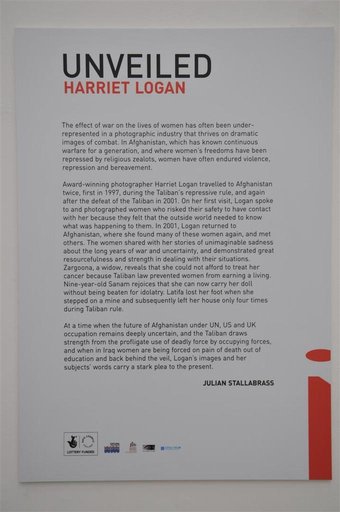 UNVEILED
HARRIET LOGAN
The effect of war on the lives of women has often been under-
represented in a photographic industry that thrives on dramatic
images of combat. In Afghanistan, which has known continuous
warfare for a generation, and where women's freedoms have been
repressed by religious zealots, women have often endured violence,
repression and bereavement.
Award-winning photographer Harriet Logan travelled to Afghanistan
twice, first in 1997, during the Taliban's repressive rule, and again
after the defeat of the Taliban in 2001. On her first visit, Logan spoke
to and photographed women who risked their safety to have contact
with her because they felt that the outside world needed to know
what was happening to them. In 2001, Logan returned to
Afghanistan, where she found many of these women again, and met
others. The women shared with her stories of unimaginable sadness
about the long years of war and uncertainty, and demonstrated great
resourcefulness and strength in dealing with their situations.
Zargoona, a widow, reveals that she could not afford to treat her
cancer because Taliban law prevented women from earning a living.
Nine-year-old Sanam rejoices that she can now carry her doll
without being beaten for idolatry. Latifa lost her foot when she
stepped on a mine and subsequently left her house only four times
during Taliban rule.
At a time when the future of Afghanistan under UN, US and UK
occupation remains deeply uncertain, and the Taliban draws
strength from the profligate use of deadly force by occupying forces,
and when in Iraq women are being forced on pain of death out of
education and back behind the veil, Logan's images and her
subjects' words carry a stark plea to the present.
JULIAN STALLABRASS
LOTTERY FUNDED